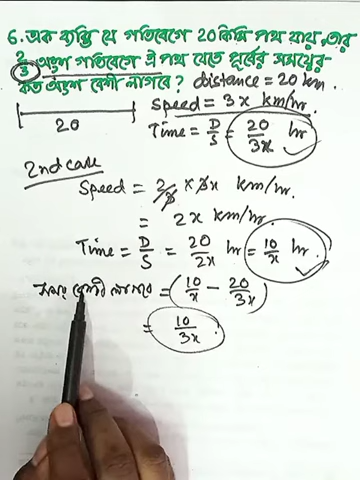 6. এক ব্যক্তি যে গতিবেগে 20 কিমি পথ যায়, তার
2/3 অংশ গতিবেগে ঐ পথ যেতে পূর্বের সময়ের
কত অংশ বেশী লাগবে? distance = 20 km.
Speed = 3x km/hr.
20
Time = D/S = 20/3x hr
2nd case
Speed = 2/3 × 3x km/hr.
= 2x km/hr.
Time = D/S = 20/2x hr = 10/x hr.
সময় বেশী লাগবে = (10/x - 20/3x)
= 10/3x